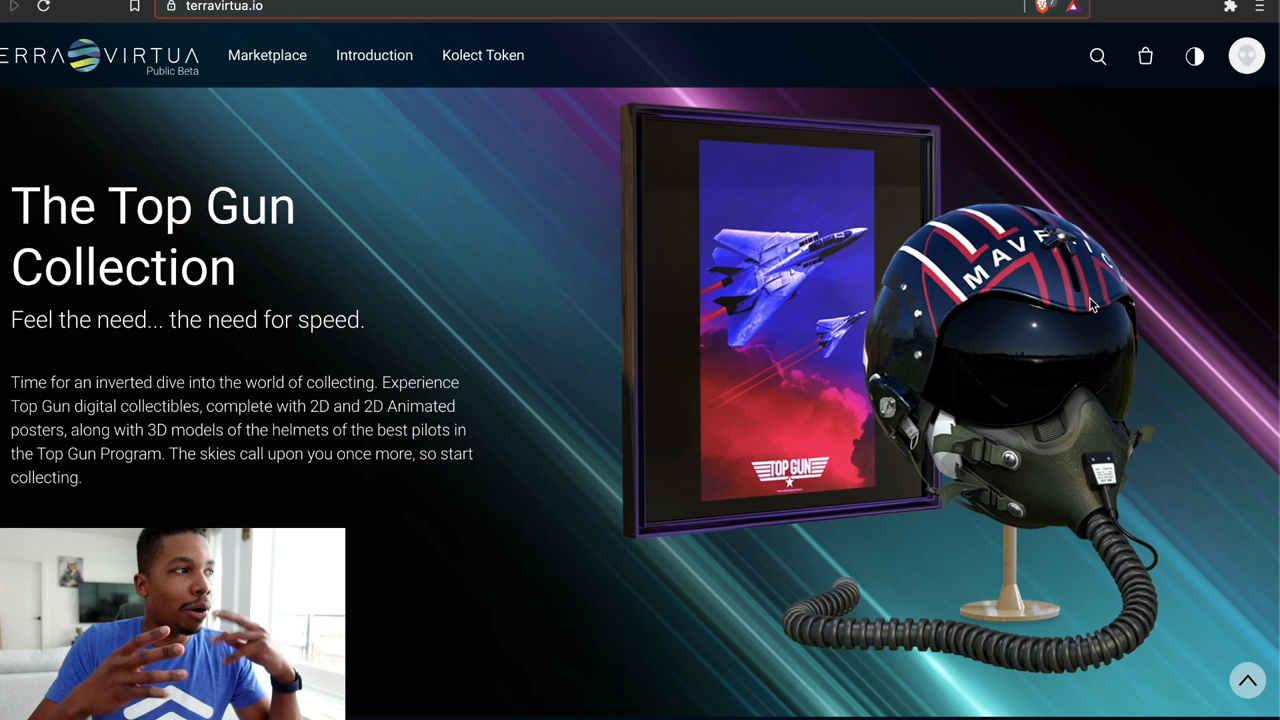 terravirtua.io
ERRA VIRTUA
Public Beta
Marketplace
Introduction
Kolect Token
The Top Gun
Collection
Feel the need... the need for speed.
Time for an inverted dive into the world of collecting. Experience
Top Gun digital collectibles, complete with 2D and 2D Animated
posters, along with 3D models of the helmets of the best pilots in
the Top Gun Program. The skies call upon you once more, so start
collecting.
TOP GUN
MAVERIC